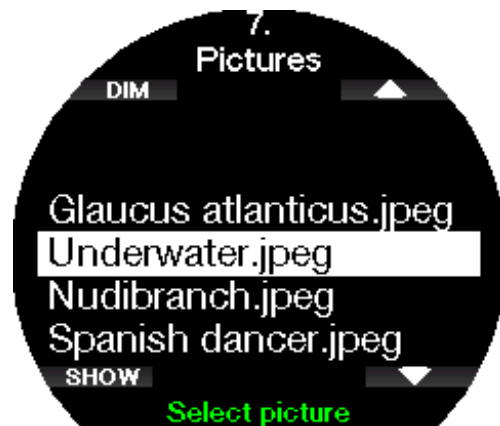 7.
Pictures
DIM
Glaucus atlanticus.jpeg
Underwater.jpeg
Nudibranch.jpeg
Spanish dancer.jpeg
SHOW
Select picture